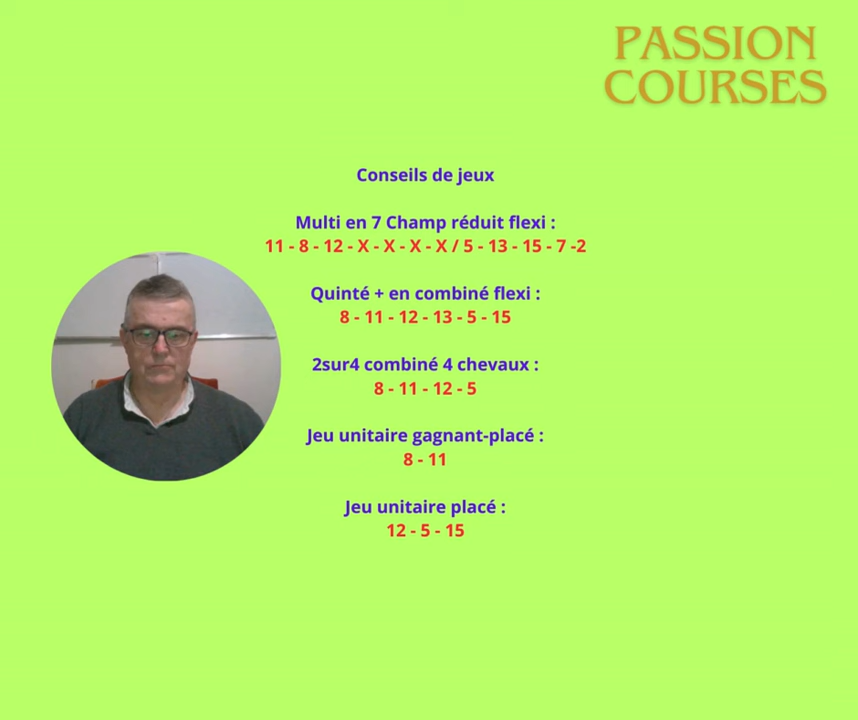 PASSION
COURSES
Conseils de jeux
Multi en 7 Champ réduit flexi :
11 - 8 - 12 - X - X - X - X / 5 - 13 - 15 - 7 -2
Quinté + en combiné flexi :
8 - 11 - 12 - 13 - 5 - 15
2sur4 combiné 4 chevaux :
8 - 11 - 12 - 5
Jeu unitaire gagnant-placé :
8 - 11
Jeu unitaire placé :
12 - 5 - 15